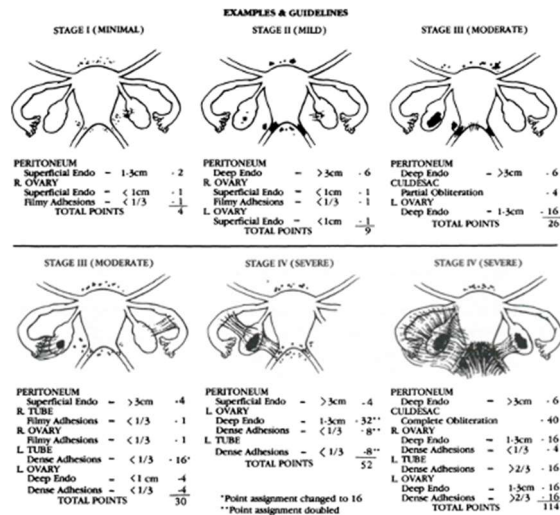 EXAMPLES & GUIDELINES
STAGE I (MINIMAL)
PERITONEUM
Superficial Endo – 1-3cm - 2
R. OVARY
Superficial Endo – < 1cm - 1
Filmy Adhesions – < 1/3 - 1
TOTAL POINTS 4
STAGE II (MILD)
PERITONEUM
Deep Endo – >3cm - 6
R. OVARY
Superficial Endo – <1cm - 1
Filmy Adhesions – <1/3 - 1
L. OVARY
Superficial Endo – <1cm - 1
TOTAL POINTS 9
STAGE III (MODERATE)
PERITONEUM
Deep Endo – >3cm - 6
CULDESAC
Partial Obliteration - 4
L. OVARY
Deep Endo – 1-3cm - 16
TOTAL POINTS 26
STAGE III (MODERATE)
PERITONEUM
Superficial Endo – >3cm -4
R. TUBE
Filmy Adhesions – < 1/3 - 1
R. OVARY
Filmy Adhesions – < 1/3 - 1
L. TUBE
Dense Adhesions – < 1/3 - 16*
L. OVARY
Deep Endo – < 1 cm -4
Dense Adhesions – < 1/3 -4
TOTAL POINTS 30
STAGE IV (SEVERE)
PERITONEUM
Superficial Endo – >3cm -4
L. OVARY
Deep Endo – 1-3cm -32**
Dense Adhesions – < 1/3 -8**
L. TUBE
Dense Adhesions – < 1/3 -8**
TOTAL POINTS 52
*Point assignment changed to 16
**Point assignment doubled
STAGE IV (SEVERE)
PERITONEUM
Deep Endo – >3cm - 6
CULDESAC
Complete Obliteration - 40
R. OVARY
Deep Endo – 1-3cm - 16
Dense Adhesions – <1/3 - 4
L. TUBE
Dense Adhesions – >2/3 - 16
L. OVARY
Deep Endo – 1-3cm - 16
Dense Adhesions – >2/3 - 16
TOTAL POINTS 114